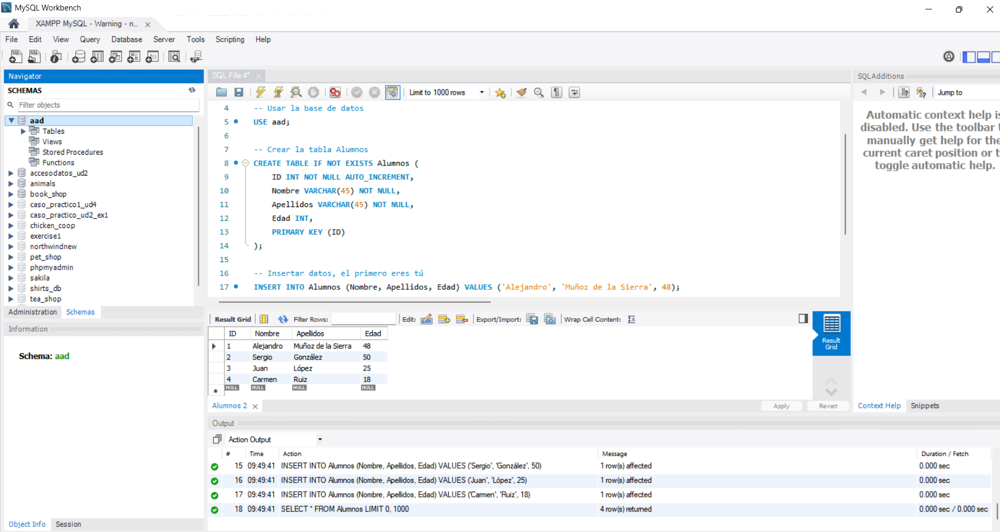 MySQL Workbench
XAMPP MySQL - Warning - n...
File Edit View Query Database Server Tools Scripting Help
Navigator
SCHEMAS
Filter objects
aad
Tables
Views
Stored Procedures
Functions
accesodatos_ud2
animals
book_shop
caso_practico1_ud4
caso_practico_ud2_ex1
chicken_coop
exercise1
northwindnew
pet_shop
phpmyadmin
sakila
shirts_db
tea_shop
Administration Schemas
Information
Schema: aad
Object Info Session
SQL File 4*
Limit to 1000 rows
4 -- Usar la base de datos
5 USE aad;
6
7 -- Crear la tabla Alumnos
8 CREATE TABLE IF NOT EXISTS Alumnos (
9 ID INT NOT NULL AUTO_INCREMENT,
10 Nombre VARCHAR(45) NOT NULL,
11 Apellidos VARCHAR(45) NOT NULL,
12 Edad INT,
13 PRIMARY KEY (ID)
14 );
15
16 -- Insertar datos, el primero eres tú
17 INSERT INTO Alumnos (Nombre, Apellidos, Edad) VALUES ('Alejandro', 'Muñoz de la Sierra', 48);
Result Grid Filter Rows: Edit: Export/Import: Wrap Cell Content: IA
ID Nombre Apellidos Edad
1 Alejandro Muñoz de la Sierra 48
2 Sergio González 50
3 Juan López 25
4 Carmen Ruiz 18
NULL NULL NULL NULL
Result
Grid
Alumnos 2
Apply Revert
SQLAdditions
Jump to
Automatic context help is
disabled. Use the toolbar t
manually get help for the
current caret position or t
toggle automatic help.
Context Help Snippets
Output
Action Output
# Time Action Message Duration / Fetch
15 09:49:41 INSERT INTO Alumnos (Nombre, Apellidos, Edad) VALUES ('Sergio', 'González', 50) 1 row(s) affected 0.000 sec
16 09:49:41 INSERT INTO Alumnos (Nombre, Apellidos, Edad) VALUES ('Juan', 'López', 25) 1 row(s) affected 0.000 sec
17 09:49:41 INSERT INTO Alumnos (Nombre, Apellidos, Edad) VALUES ('Carmen', 'Ruiz', 18) 1 row(s) affected 0.000 sec
18 09:49:41 SELECT * FROM Alumnos LIMIT 0, 1000 4 row(s) returned 0.000 sec / 0.000 sec